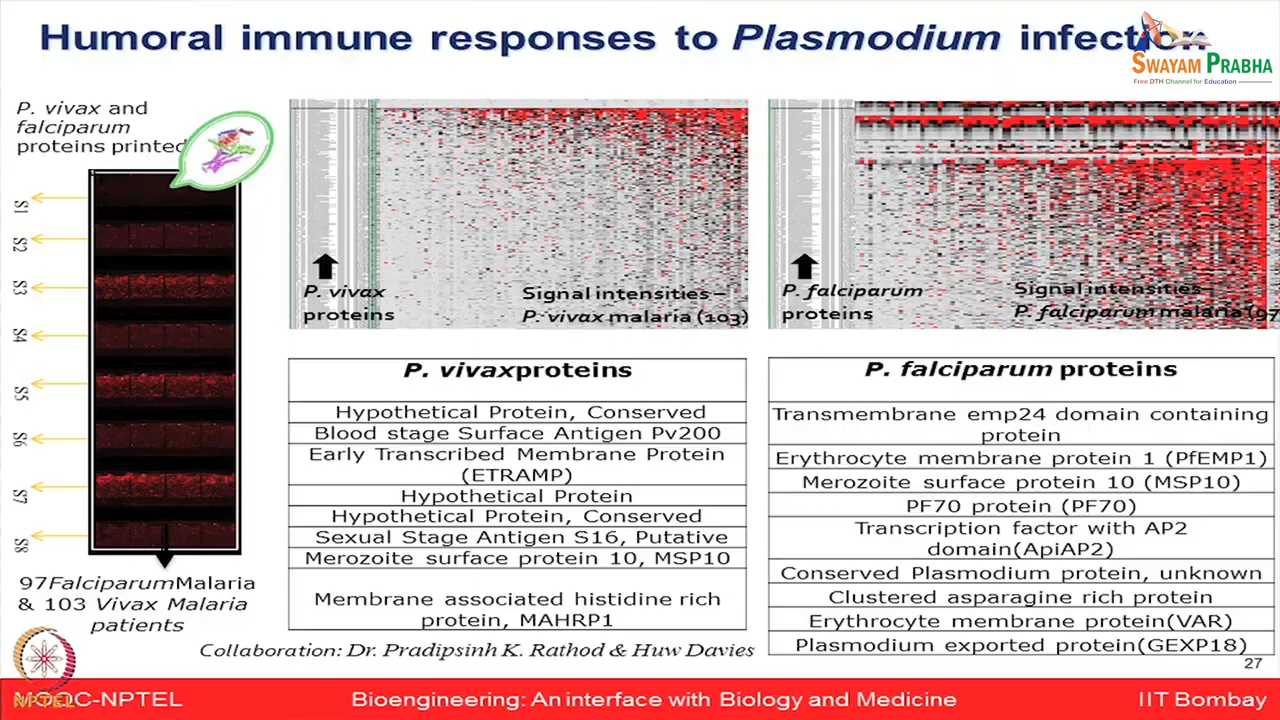 Humoral immune responses to Plasmodium infection
SWAYAM PRABHA
Free DTH Channel for Education
P. vivax and
falciparum
proteins printed
S1
S2
S3
S4
S5
S6
S7
S8
97FalciparumMalaria
& 103 Vivax Malaria
patients
P. vivax
proteins
Signal intensities –
P. vivax malaria (103)
P. falciparum
proteins
Signal intensities –
P. falciparum malaria (97
P. vivaxproteins
Hypothetical Protein, Conserved
Blood stage Surface Antigen Pv200
Early Transcribed Membrane Protein
(ETRAMP)
Hypothetical Protein
Hypothetical Protein, Conserved
Sexual Stage Antigen S16, Putative
Merozoite surface protein 10, MSP10
Membrane associated histidine rich
protein, MAHRP1
P. falciparum proteins
Transmembrane emp24 domain containing
protein
Erythrocyte membrane protein 1 (PfEMP1)
Merozoite surface protein 10 (MSP10)
PF70 protein (PF70)
Transcription factor with AP2
domain(ApiAP2)
Conserved Plasmodium protein, unknown
Clustered asparagine rich protein
Erythrocyte membrane protein(VAR)
Plasmodium exported protein(GEXP18)
Collaboration: Dr. Pradipsinh K. Rathod & Huw Davies
27
MOOC-NPTEL
NPTEL
Bioengineering: An interface with Biology and Medicine
IIT Bombay